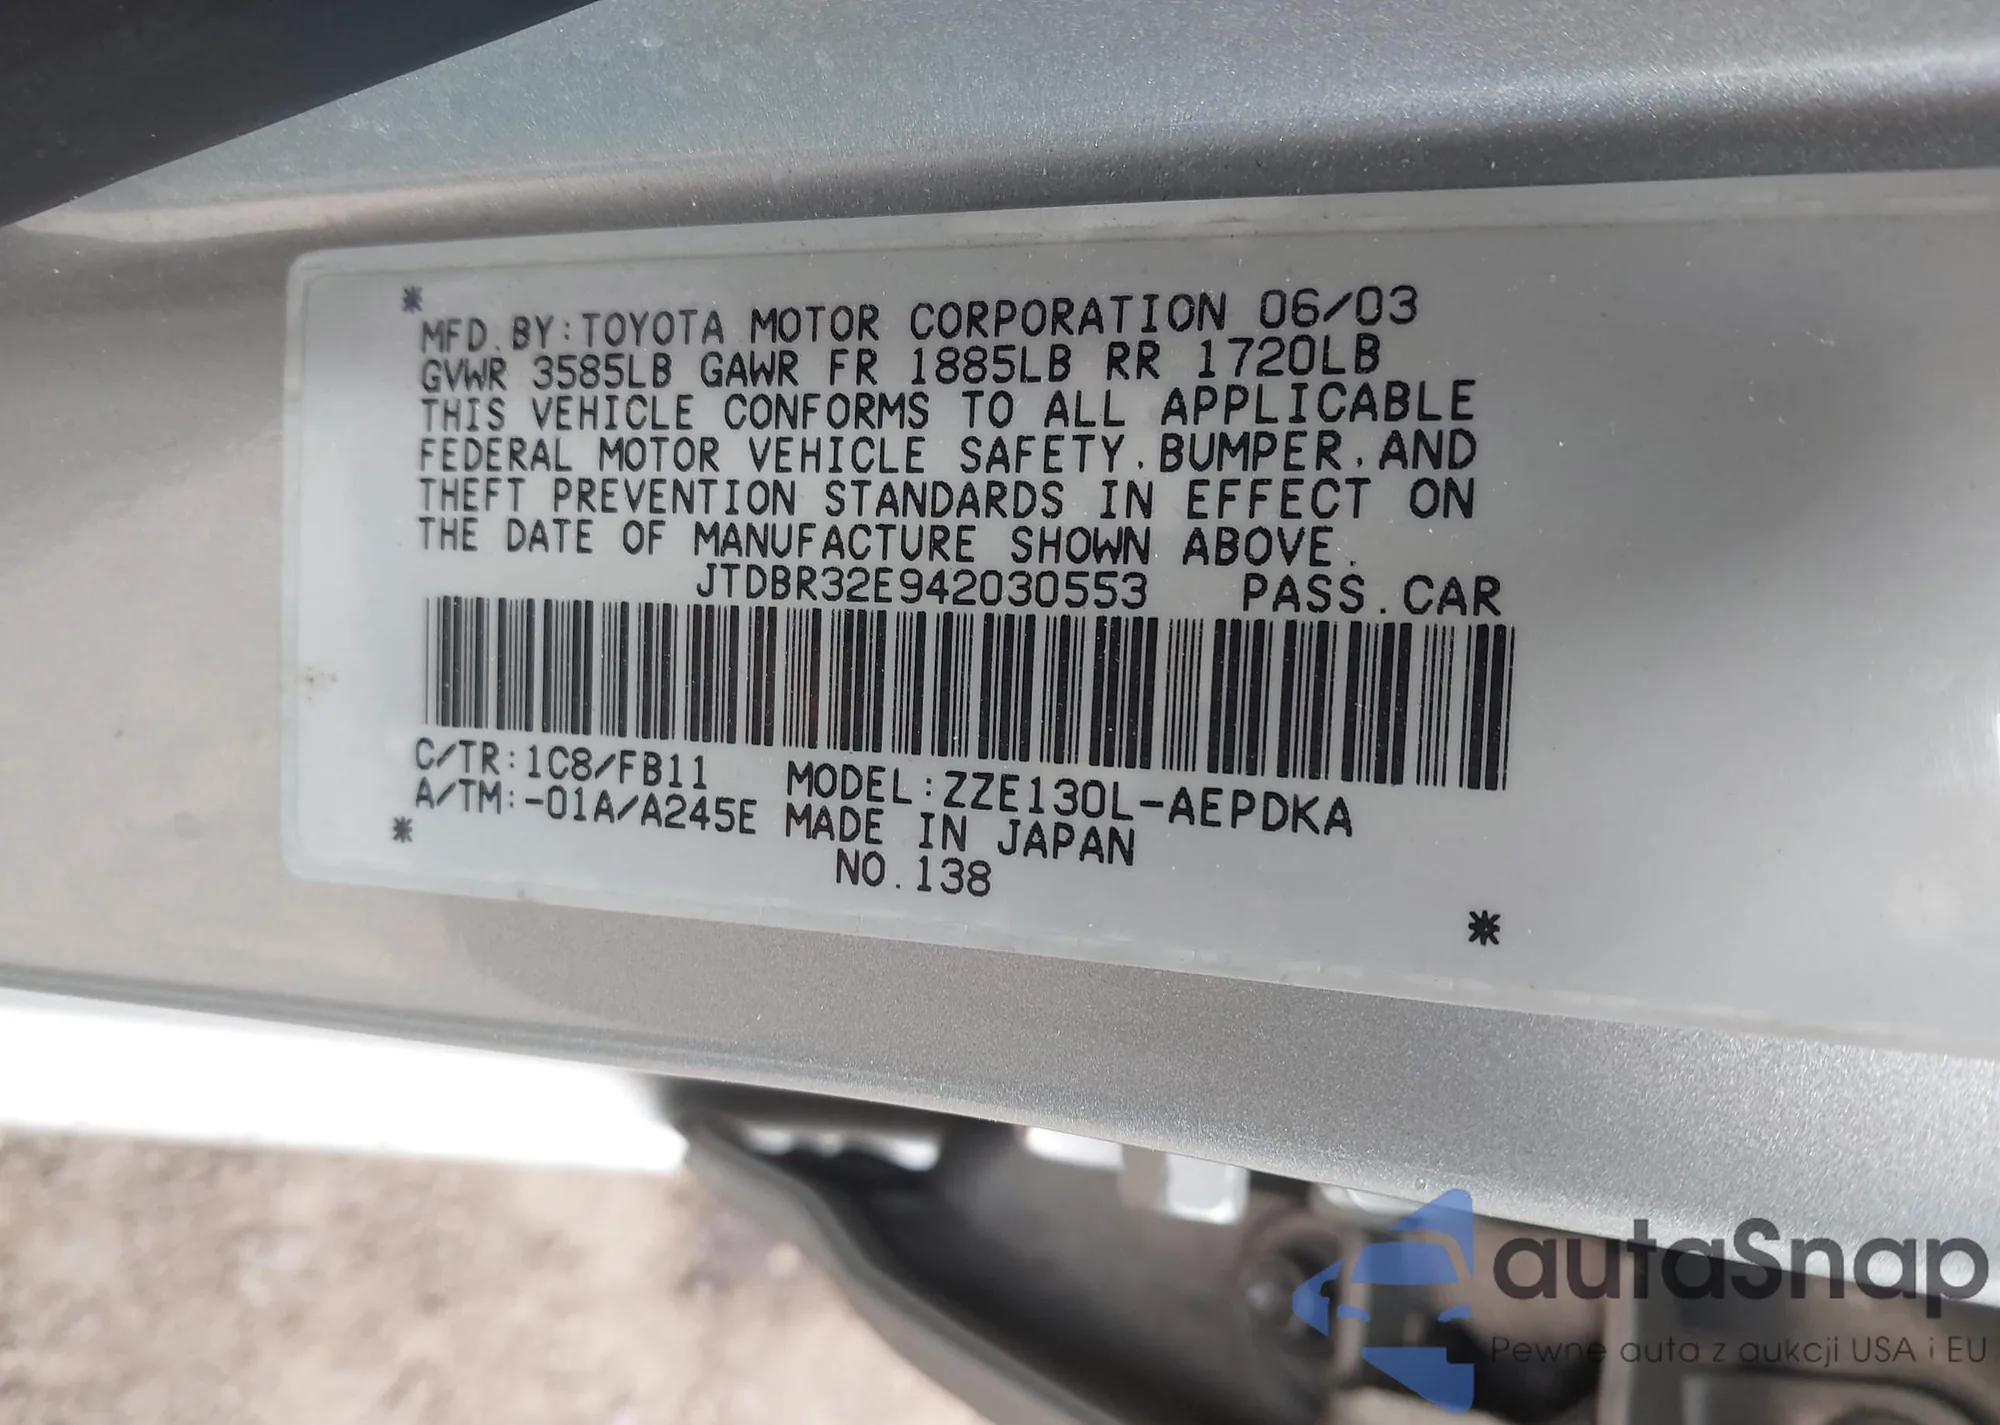 *
MFD. BY: TOYOTA MOTOR CORPORATION 06/03
GVWR 3585LB GAWR FR 1885LB RR 1720LB
THIS VEHICLE CONFORMS TO ALL APPLICABLE
FEDERAL MOTOR VEHICLE SAFETY, BUMPER, AND
THEFT PREVENTION STANDARDS IN EFFECT ON
THE DATE OF MANUFACTURE SHOWN ABOVE.
JTDBR32E942030553 PASS. CAR
C/TR: 1C8/FB11 MODEL: ZZE130L-AEPDKA
A/TM: -01A/A245E MADE IN JAPAN
* NO. 138
*
autaSnap
Pewne auta z aukcji USA i EU